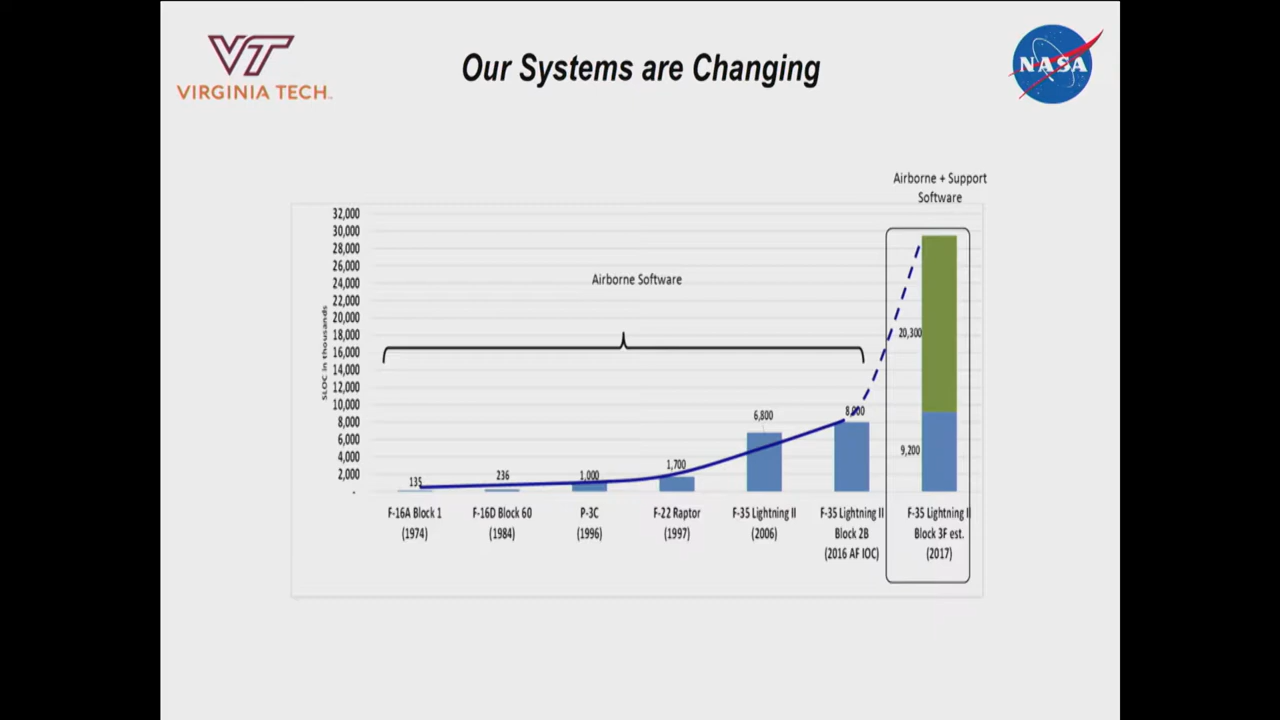 VT
VIRGINIA TECH™
Our Systems are Changing
NASA
Airborne + Support
Software
Airborne Software
SLOC in thousands
32,000
30,000
28,000
26,000
24,000
22,000
20,000
18,000
16,000
14,000
12,000
10,000
8,000
6,000
4,000
2,000
-
135
236
1,000
1,700
6,800
8,000
20,300
9,200
F-16A Block 1
(1974)
F-16D Block 60
(1984)
P-3C
(1996)
F-22 Raptor
(1997)
F-35 Lightning II
(2006)
F-35 Lightning II
Block 2B
(2016 AF IOC)
F-35 Lightning II
Block 3F est.
(2017)